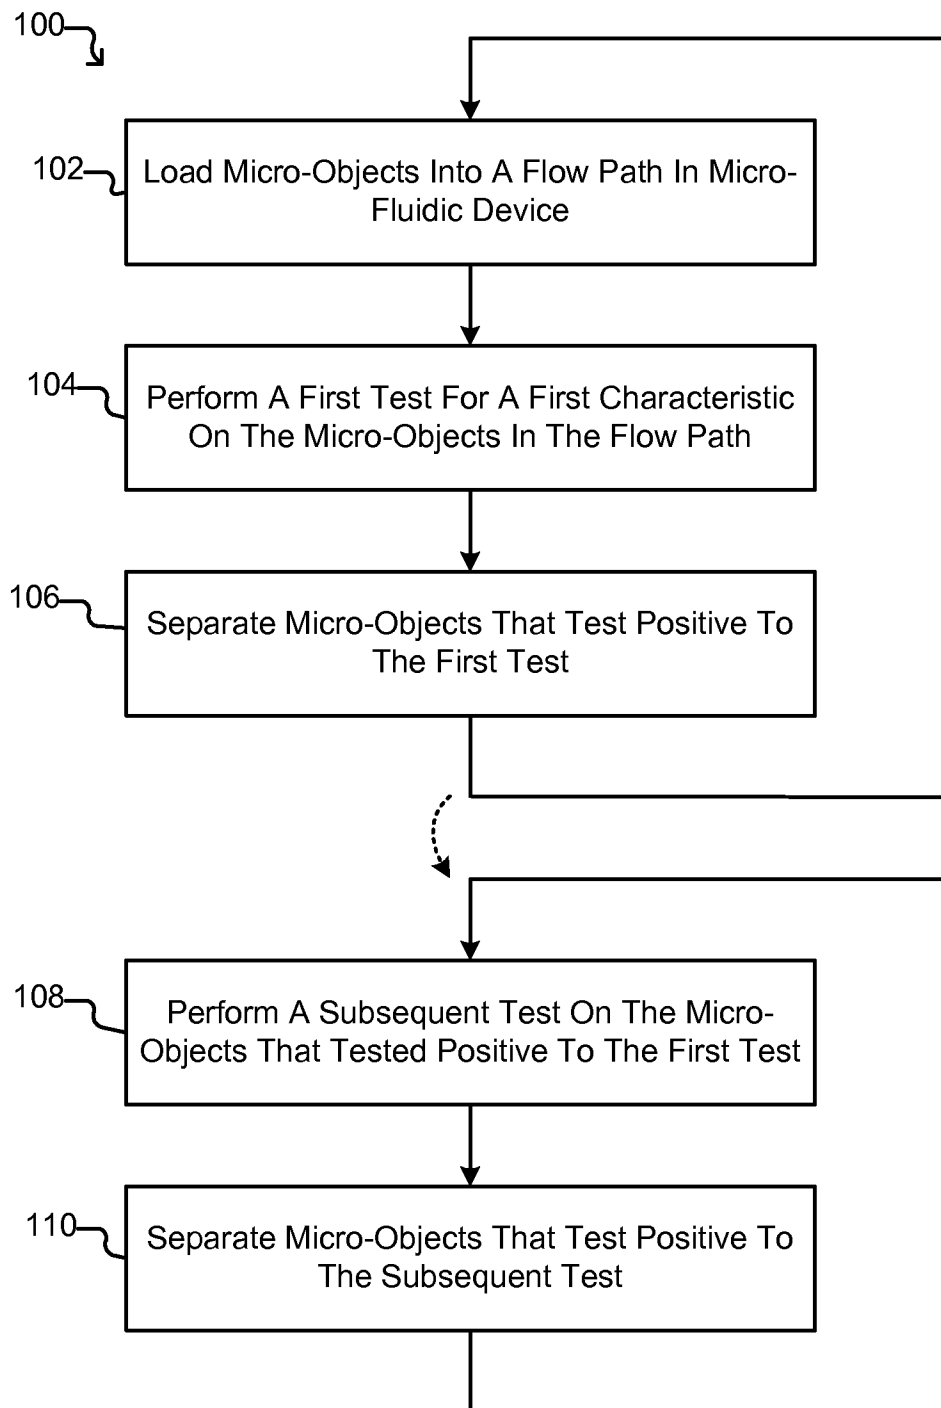 100
102
Load Micro-Objects Into A Flow Path In Micro-
Fluidic Device
104
Perform A First Test For A First Characteristic
On The Micro-Objects In The Flow Path
106
Separate Micro-Objects That Test Positive To
The First Test
108
Perform A Subsequent Test On The Micro-
Objects That Tested Positive To The First Test
110
Separate Micro-Objects That Test Positive To
The Subsequent Test